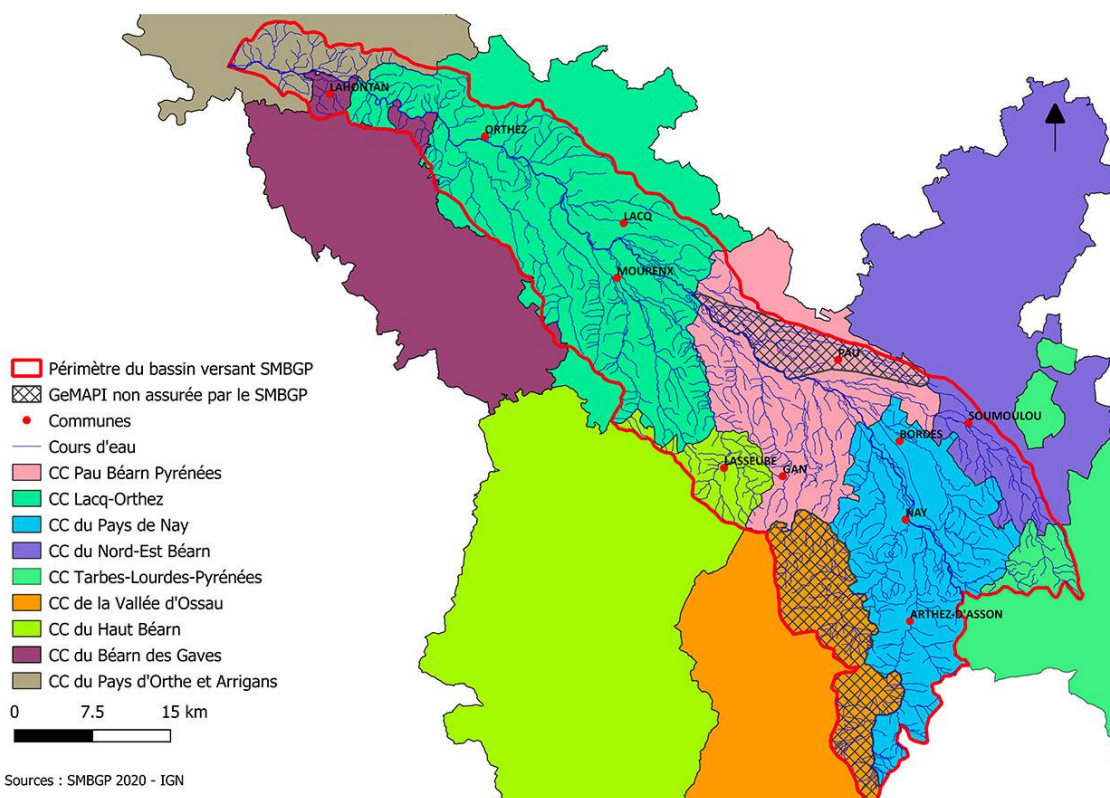 LAHONTAN
ORTHEZ
LACQ
MOURENX
PAU
SOUMOULOU
BORDES
LASSEUBE
GAN
NAY
ARTHEZ-D'ASSON
Périmètre du bassin versant SMBGP
GeMAPI non assurée par le SMBGP
Communes
Cours d'eau
CC Pau Béarn Pyrénées
CC Lacq-Orthez
CC du Pays de Nay
CC du Nord-Est Béarn
CC Tarbes-Lourdes-Pyrénées
CC de la Vallée d'Ossau
CC du Haut Béarn
CC du Béarn des Gaves
CC du Pays d'Orthe et Arrigans
0 7.5 15 km
Sources : SMBGP 2020 - IGN